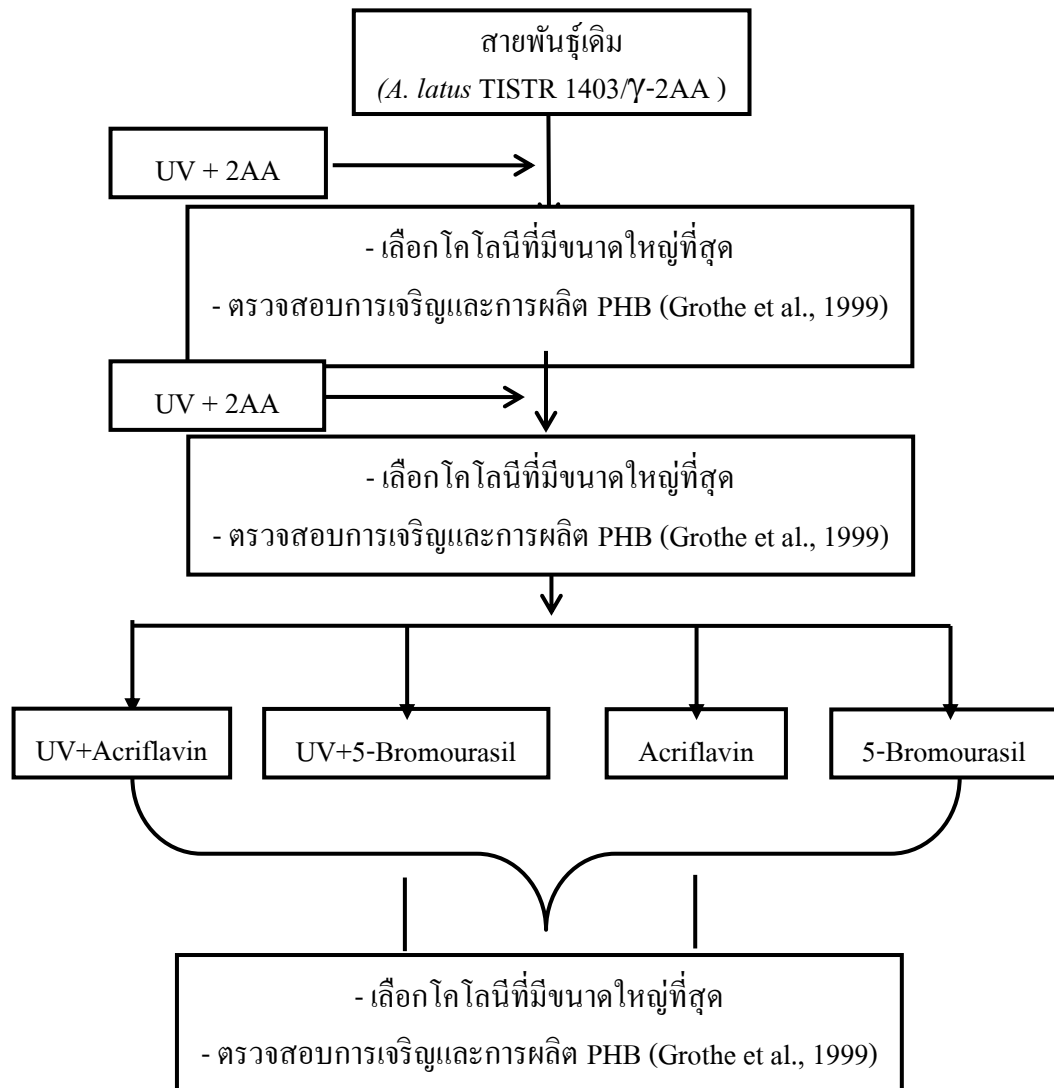 สายพันธุ์เดิม
(A. latus TISTR 1403/γ-2AA )
UV + 2AA
- เลือกโคโลนีที่มีขนาดใหญ่ที่สุด
- ตรวจสอบการเจริญและการผลิต PHB (Grothe et al., 1999)
UV + 2AA
- เลือกโคโลนีที่มีขนาดใหญ่ที่สุด
- ตรวจสอบการเจริญและการผลิต PHB (Grothe et al., 1999)
UV+Acriflavin
UV+5-Bromourasil
Acriflavin
5-Bromourasil
- เลือกโคโลนีที่มีขนาดใหญ่ที่สุด
- ตรวจสอบการเจริญและการผลิต PHB (Grothe et al., 1999)